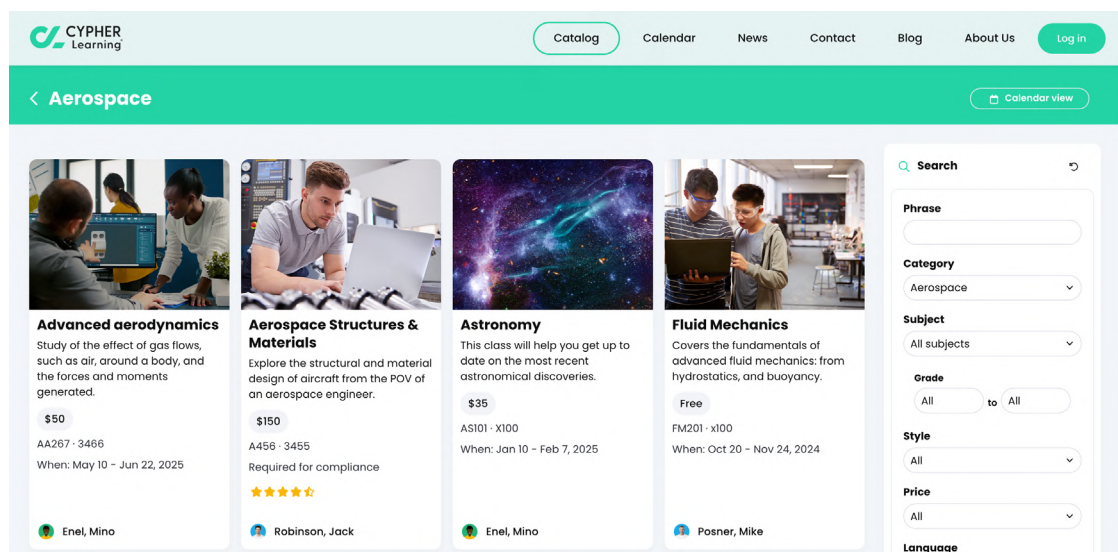 CYPHER
Learning
Catalog
Calendar
News
Contact
Blog
About Us
Log in
Aerospace
Calendar view
Advanced aerodynamics
Study of the effect of gas flows,
such as air, around a body, and
the forces and moments
generated.
$50
AA267 · 3466
When: May 10 - Jun 22, 2025
Enel, Mino
Aerospace Structures &
Materials
Explore the structural and material
design of aircraft from the POV of
an aerospace engineer.
$150
A456 · 3455
Required for compliance
Robinson, Jack
Astronomy
This class will help you get up to
date on the most recent
astronomical discoveries.
$35
AS101 · X100
When: Jan 10 - Feb 7, 2025
Enel, Mino
Fluid Mechanics
Covers the fundamentals of
advanced fluid mechanics: from
hydrostatics, and buoyancy.
Free
FM201 · x100
When: Oct 20 - Nov 24, 2024
Posner, Mike
Search
Phrase
Category
Aerospace
Subject
All subjects
Grade
All to All
Style
All
Price
All
Language